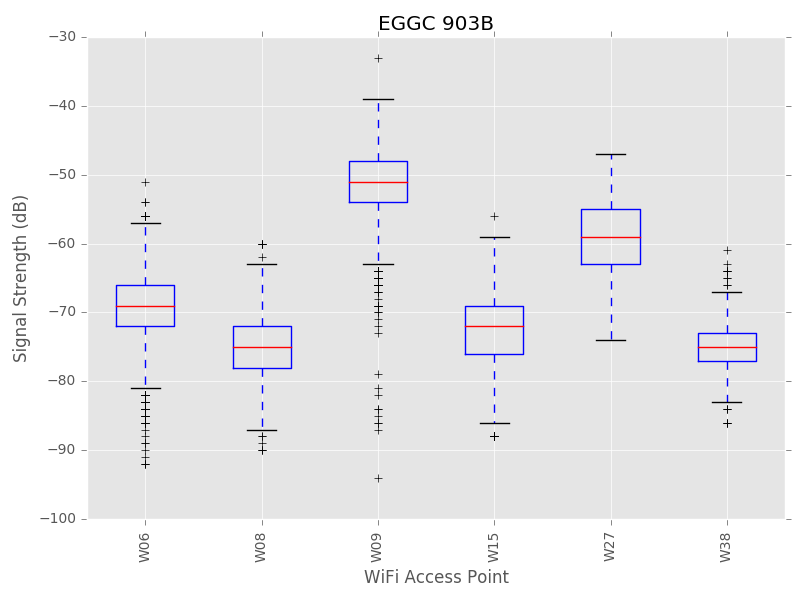 EGGC 903B
−30
−40
−50
−60
−70
−80
−90
−100
Signal Strength (dB)
W06
W08
W09
W15
W27
W38
WiFi Access Point